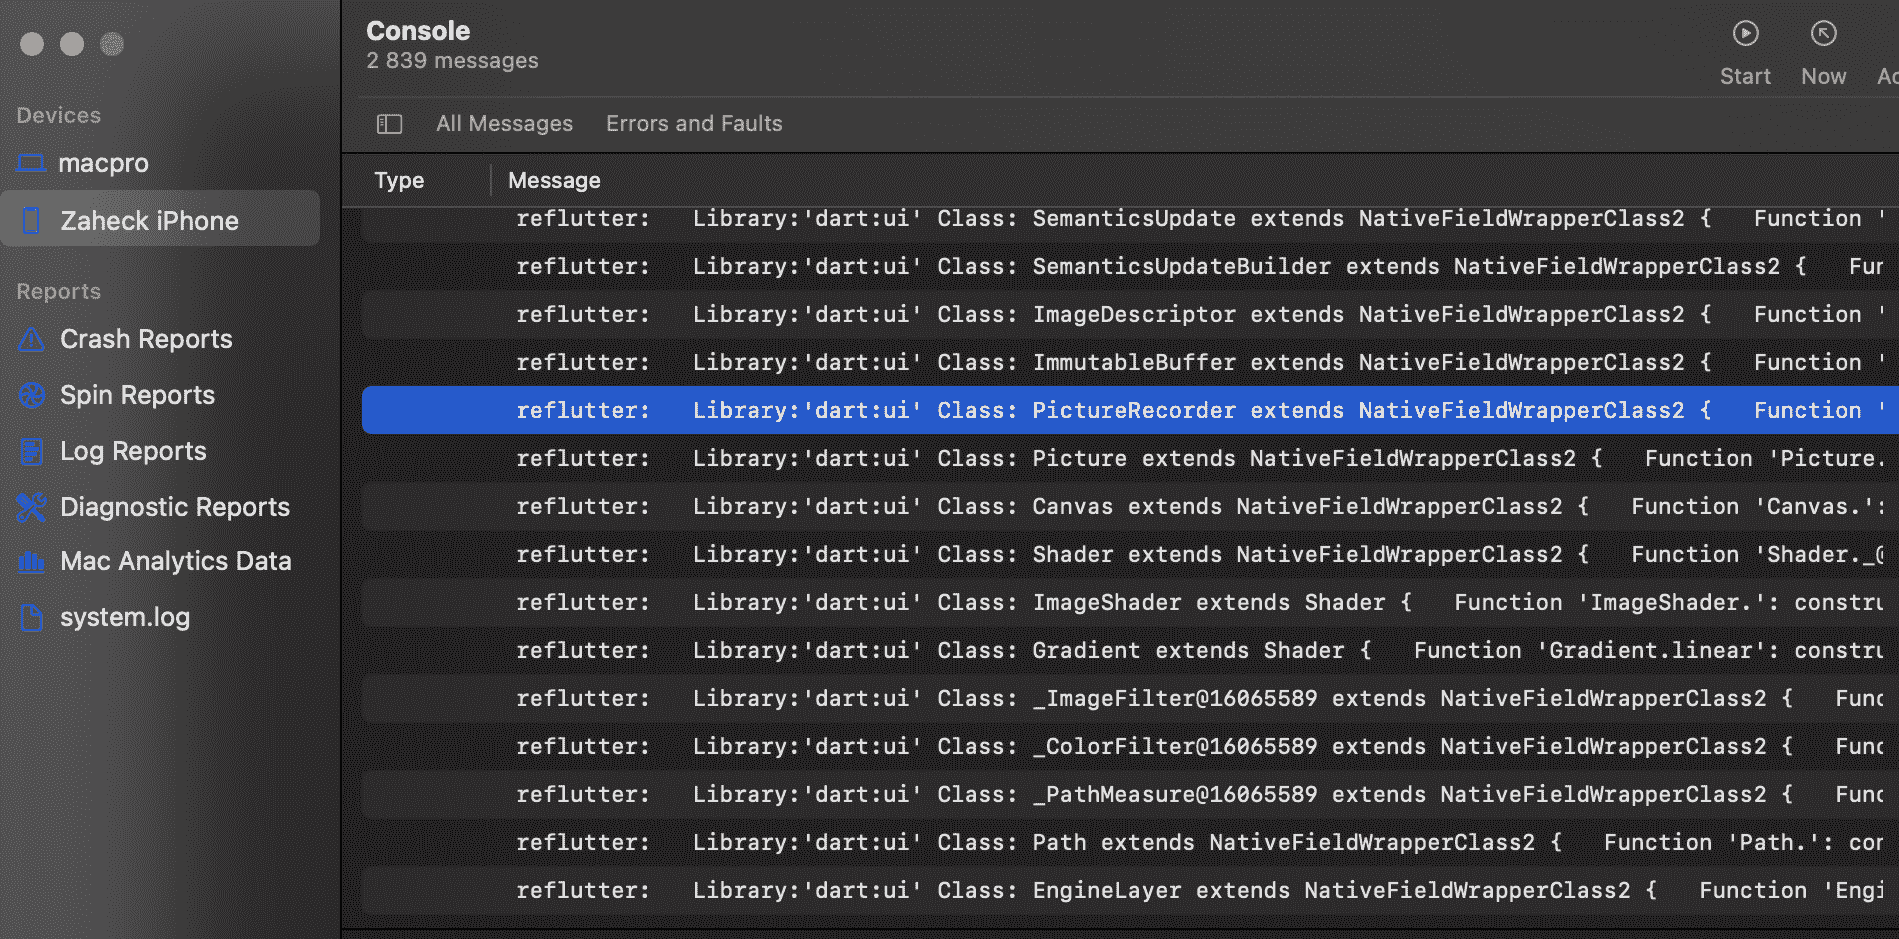 Console
2 839 messages
Start
Now
Devices
macpro
Zaheck iPhone
Reports
Crash Reports
Spin Reports
Log Reports
Diagnostic Reports
Mac Analytics Data
system.log
All Messages Errors and Faults
Type Message
reflutter: Library:'dart:ui' Class: SemanticsUpdate extends NativeFieldWrapperClass2 { Function '
reflutter: Library:'dart:ui' Class: SemanticsUpdateBuilder extends NativeFieldWrapperClass2 { Fun
reflutter: Library:'dart:ui' Class: ImageDescriptor extends NativeFieldWrapperClass2 { Function '
reflutter: Library:'dart:ui' Class: ImmutableBuffer extends NativeFieldWrapperClass2 { Function '
reflutter: Library:'dart:ui' Class: PictureRecorder extends NativeFieldWrapperClass2 { Function '
reflutter: Library:'dart:ui' Class: Picture extends NativeFieldWrapperClass2 { Function 'Picture.
reflutter: Library:'dart:ui' Class: Canvas extends NativeFieldWrapperClass2 { Function 'Canvas.':
reflutter: Library:'dart:ui' Class: Shader extends NativeFieldWrapperClass2 { Function 'Shader._@
reflutter: Library:'dart:ui' Class: ImageShader extends Shader { Function 'ImageShader.': constru
reflutter: Library:'dart:ui' Class: Gradient extends Shader { Function 'Gradient.linear': constru
reflutter: Library:'dart:ui' Class: _ImageFilter@16065589 extends NativeFieldWrapperClass2 { Func
reflutter: Library:'dart:ui' Class: _ColorFilter@16065589 extends NativeFieldWrapperClass2 { Func
reflutter: Library:'dart:ui' Class: _PathMeasure@16065589 extends NativeFieldWrapperClass2 { Func
reflutter: Library:'dart:ui' Class: Path extends NativeFieldWrapperClass2 { Function 'Path.': con
reflutter: Library:'dart:ui' Class: EngineLayer extends NativeFieldWrapperClass2 { Function 'Engi